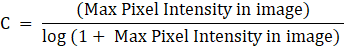 C = (Max Pixel Intensity in image)
log (1 + Max Pixel Intensity in image)